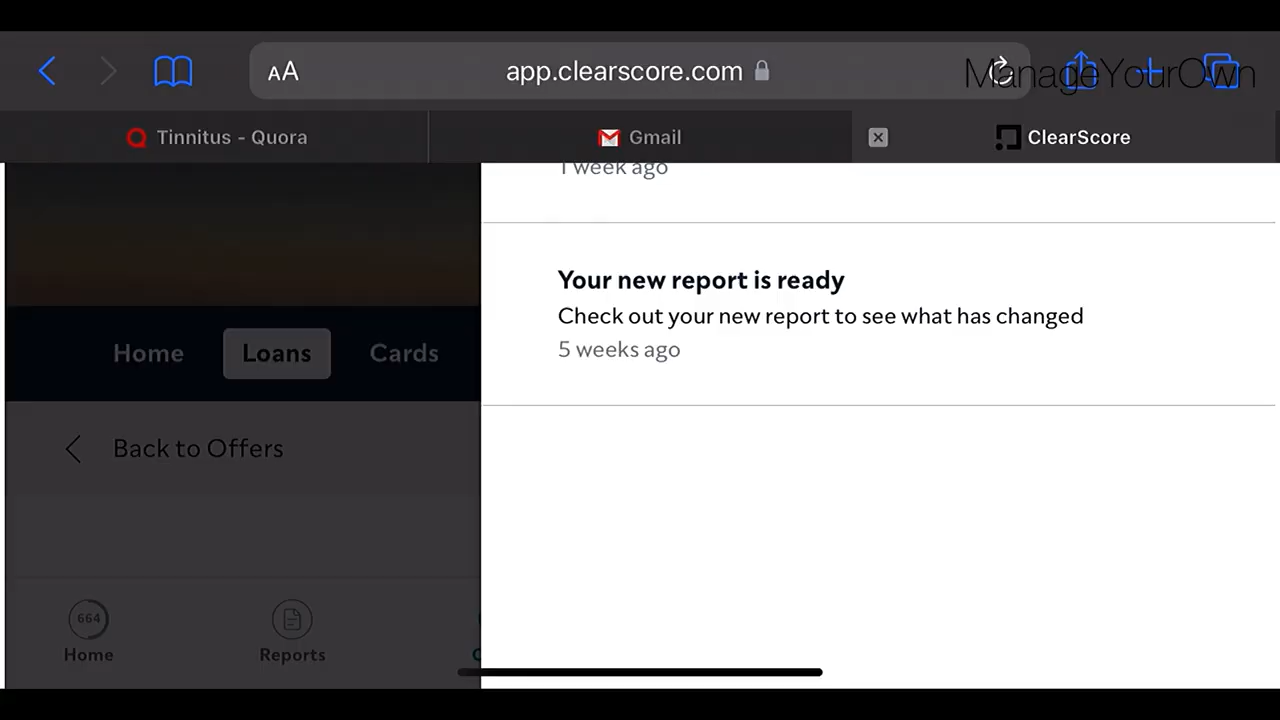 AA app.clearscore.com ManageYourOwn
Tinnitus - Quora Gmail ClearScore
1 week ago
Your new report is ready
Check out your new report to see what has changed
5 weeks ago
Home Loans Cards
Back to Offers
664
Home Reports